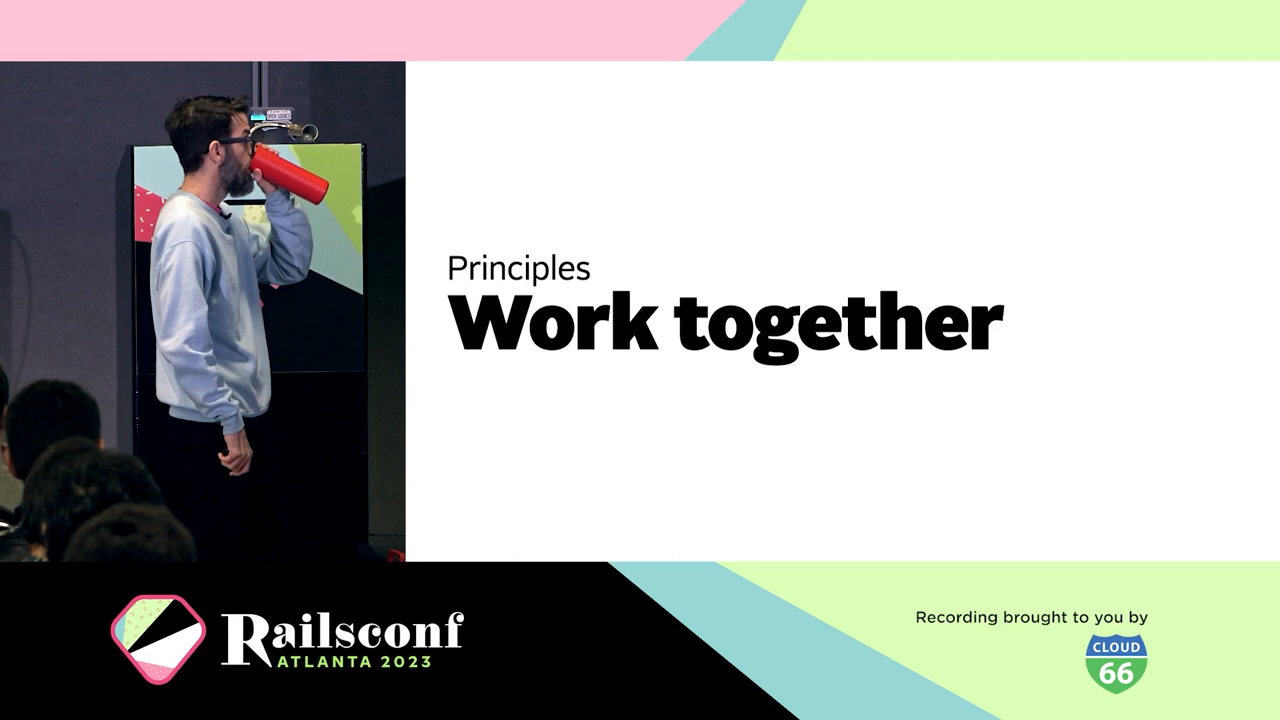 Principles
Work together
Railsconf
ATLANTA 2023
Recording brought to you by
CLOUD
66